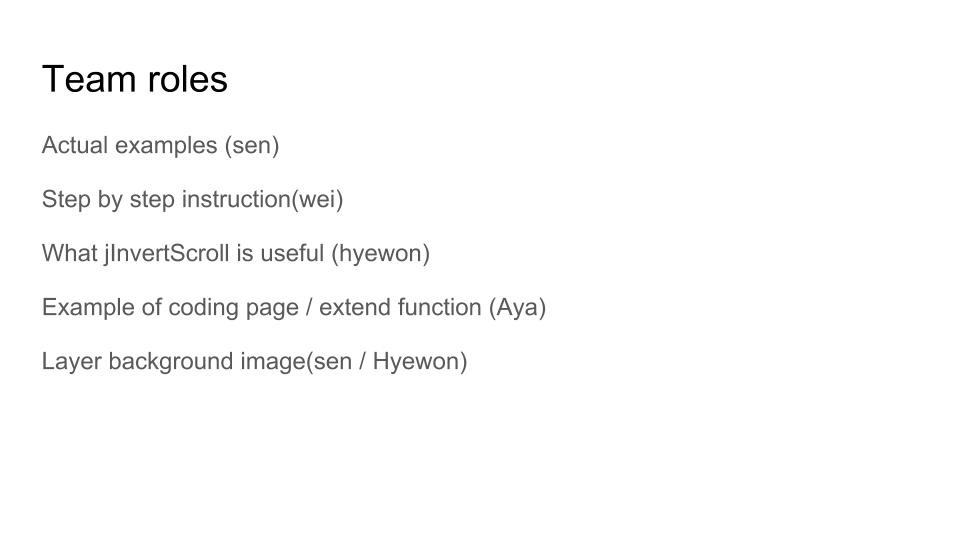 Team roles
Actual examples (sen)
Step by step instruction(wei)
What jInvertScroll is useful (hyewon)
Example of coding page / extend function (Aya)
Layer background image(sen / Hyewon)